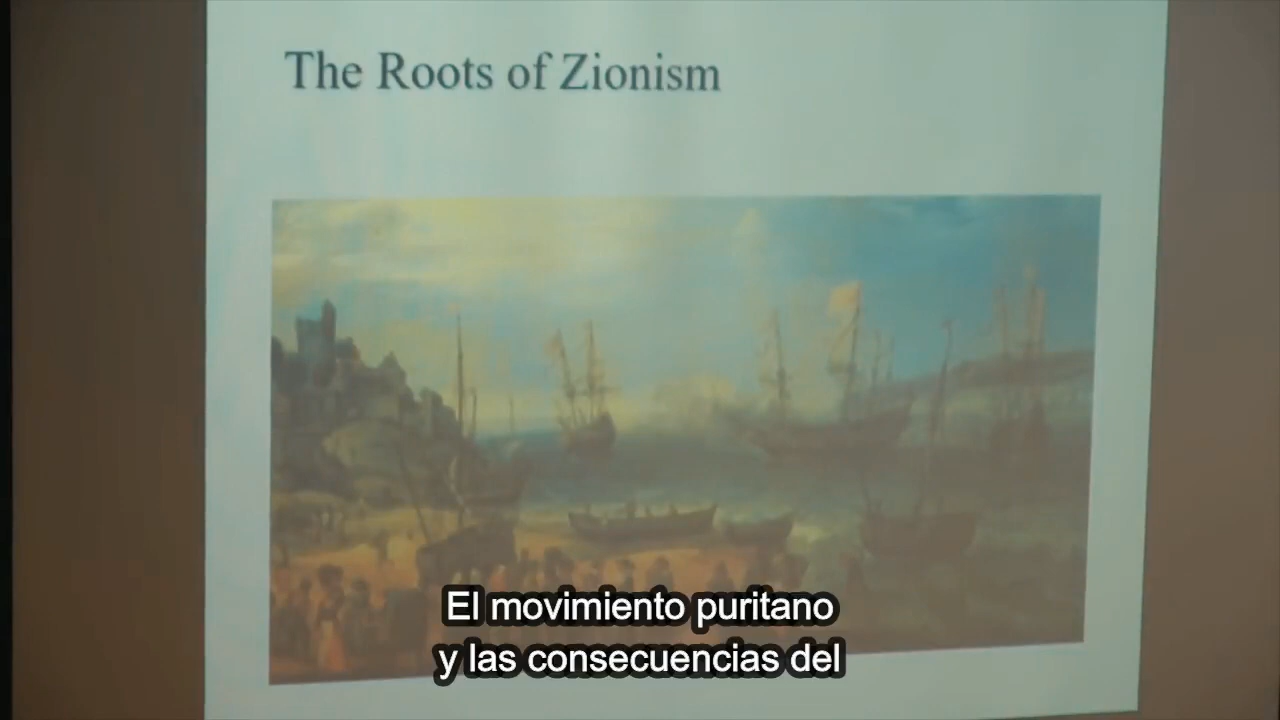 The Roots of Zionism
El movimiento puritano
y las consecuencias del